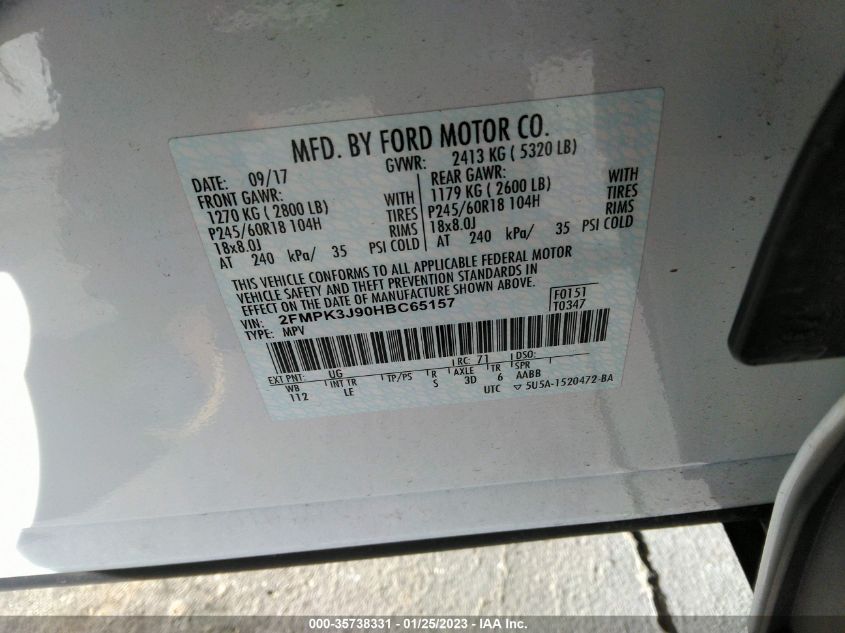 MFD. BY FORD MOTOR CO.
DATE: 09/17 GVWR: 2413 KG ( 5320 LB)
FRONT GAWR: REAR GAWR:
1270 KG ( 2800 LB) WITH 1179 KG ( 2600 LB) WITH
P245/60R18 104H TIRES P245/60R18 104H TIRES
18x8.0J RIMS 18x8.0J RIMS
AT 240 kPa/ 35 PSI COLD AT 240 kPa/ 35 PSI COLD
THIS VEHICLE CONFORMS TO ALL APPLICABLE FEDERAL MOTOR
VEHICLE SAFETY AND THEFT PREVENTION STANDARDS IN
EFFECT ON THE DATE OF MANUFACTURE SHOWN ABOVE.
VIN: 2FMPK3J90HBC65157 F0151
TYPE: MPV T0347
EXT PNT: UG RC: 71 DSO:
WB INT TR TP/PS R AXLE TR SPR
112 LE S 3D 6 AABB
UTC ▽ 5U5A-1520472-BA
000-35738331 - 01/25/2023 - IAA Inc.